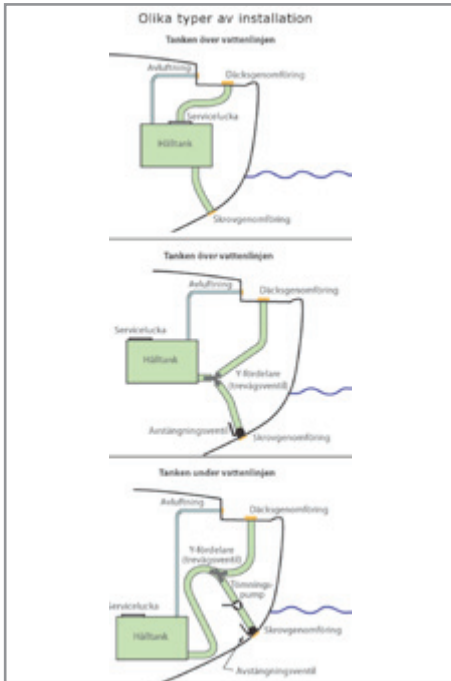 Olika typer av installation
Tanken över vattenlinjen
Avluftning
Däcksgenomföring
Servicelucka
Hålltank
Skrovgenomföring
Tanken över vattenlinjen
Avluftning
Däcksgenomföring
Servicelucka
Hålltank
Y-fördelare
(trevägsventil)
Avstängningsventil
Skrovgenomföring
Tanken under vattenlinjen
Avluftning
Däcksgenomföring
Y-fördelare
(trevägsventil)
Tömnings-
pump
Servicelucka
Hålltank
Skrovgenomföring
Avstängningsventil